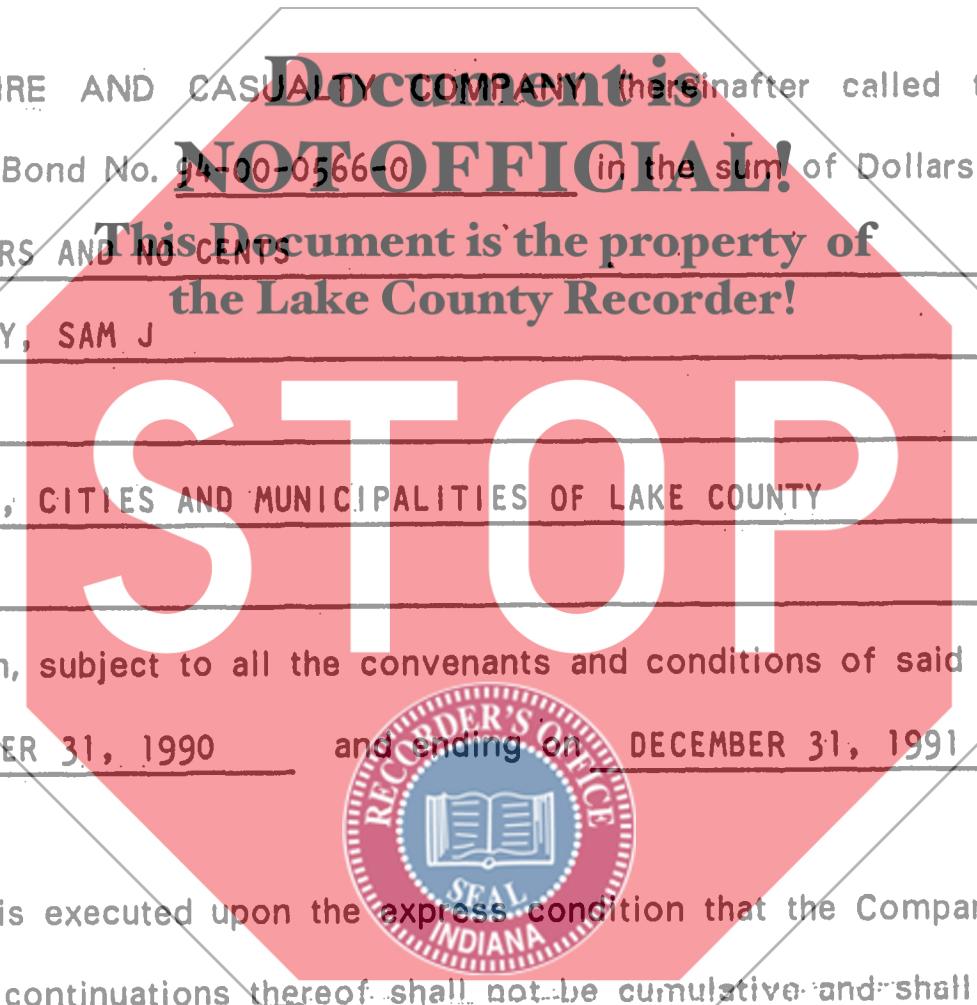 Document is
IRE AND CASUALTY COMPANY (hereinafter called
NOT OFFICIAL!
Bond No. 94-00-0566-0 in the sum of Dollars
This Document is the property of
RS AND NO CENTS
the Lake County Recorder!
Y, SAM J
STOP
, CITIES AND MUNICIPALITIES OF LAKE COUNTY
, subject to all the convenants and conditions of said
ER 31, 1990 and ending on DECEMBER 31, 1991
RECORDER'S OFFICE
SEAL
INDIANA
is executed upon the express condition that the Compa
continuations thereof shall not be cumulative and shall